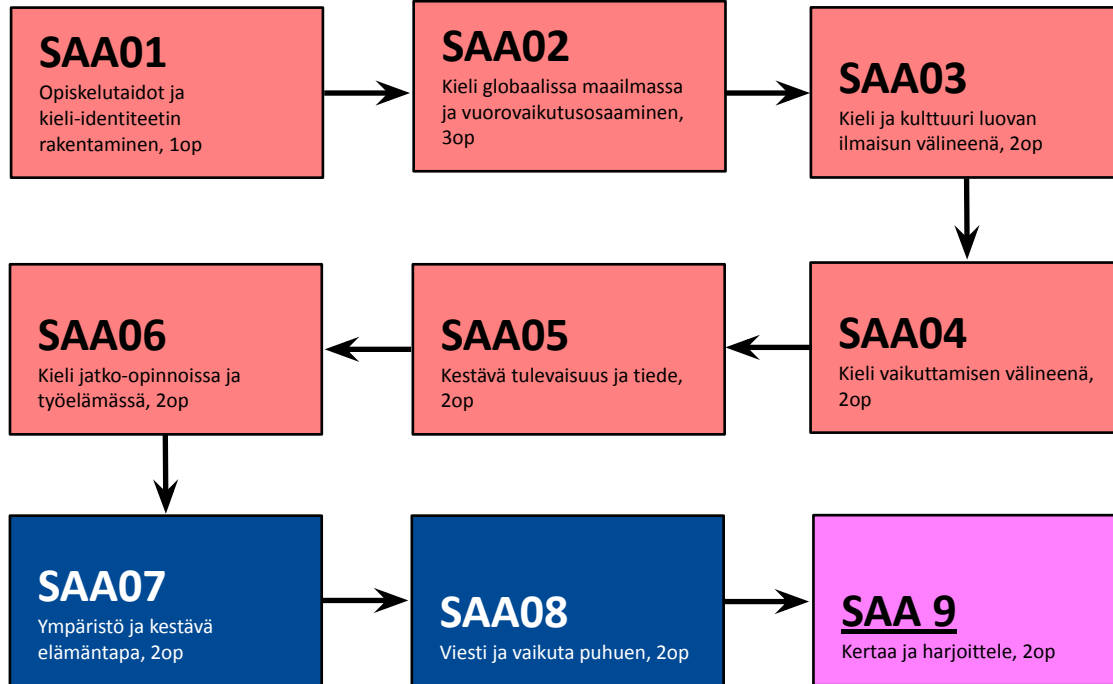 SAA01
Opiskelutaidot ja
kieli-identiteetin
rakentaminen, 1op
SAA02
Kieli globaalissa maailmassa
ja vuorovaikutusosaaminen,
3op
SAA03
Kieli ja kulttuuri luovan
ilmaisun välineenä, 2op
SAA06
Kieli jatko-opinnoissa ja
työelämässä, 2op
SAA05
Kestävä tulevaisuus ja tiede,
2op
SAA04
Kieli vaikuttamisen välineenä,
2op
SAA07
Ympäristö ja kestävä
elämäntapa, 2op
SAA08
Viesti ja vaikuta puhuen, 2op
SAA 9
Kertaa ja harjoittele, 2op